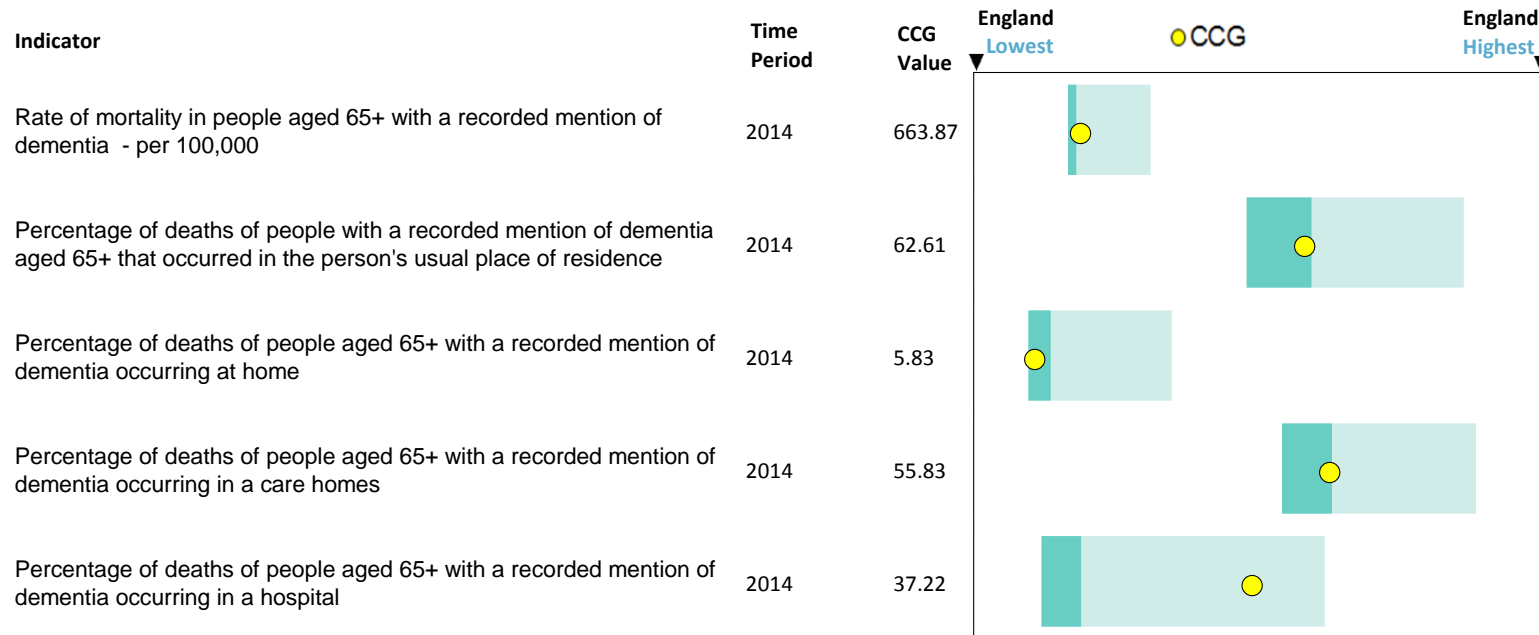 Indicator
Time
Period
CCG
Value
England
Lowest
CCG
England
Highest
Rate of mortality in people aged 65+ with a recorded mention of
dementia - per 100,000
2014
663.87
Percentage of deaths of people with a recorded mention of dementia
aged 65+ that occurred in the person's usual place of residence
2014
62.61
Percentage of deaths of people aged 65+ with a recorded mention of
dementia occurring at home
2014
5.83
Percentage of deaths of people aged 65+ with a recorded mention of
dementia occurring in a care homes
2014
55.83
Percentage of deaths of people aged 65+ with a recorded mention of
dementia occurring in a hospital
2014
37.22